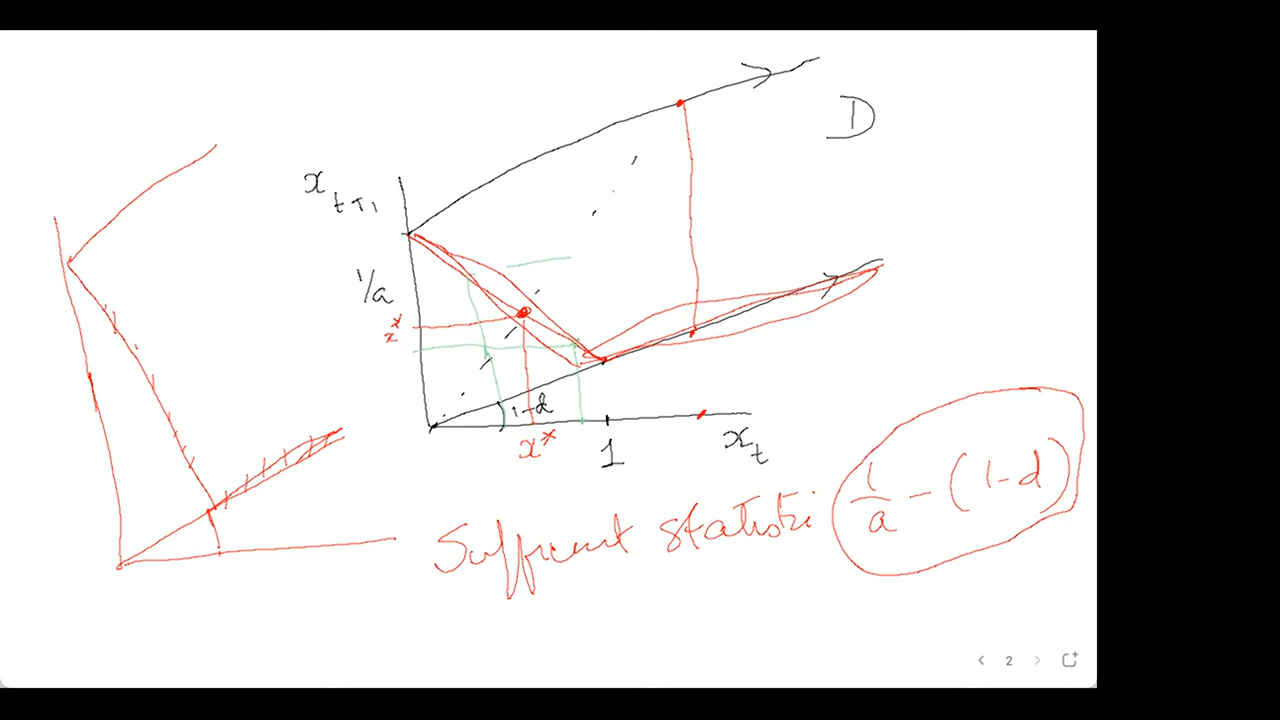 D
x_{t+1}
1/a
x*
1-d
x*
1
x_t
Sufficient statistic 1/a - (1-d)
2